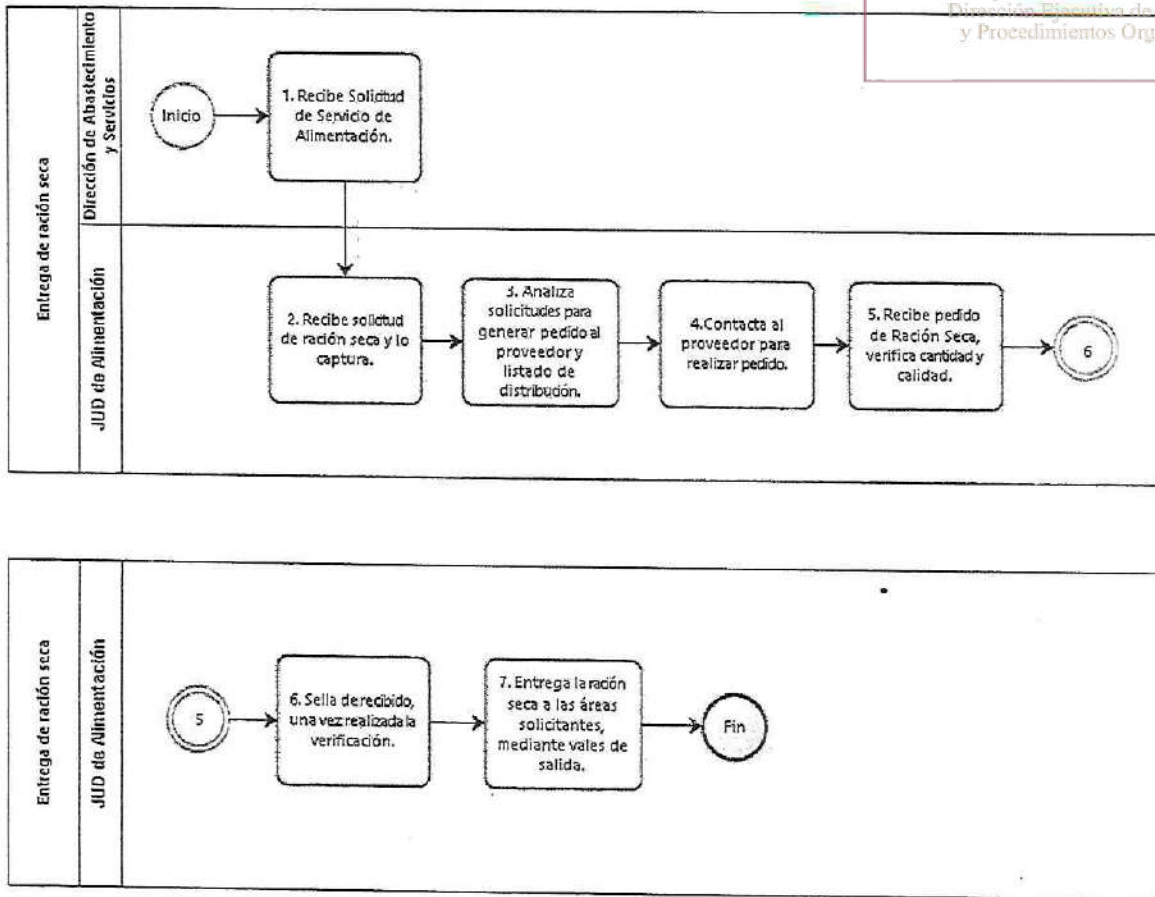 Dirección Ejecutiva de
y Procedimientos Org
Entrega de ración seca
Dirección de Abastecimiento
y Servicios
Inicio
1. Recibe Solicitud
de Servicio de
Alimentación.
JUD de Alimentación
2. Recibe solicitud
de ración seca y lo
captura.
3. Analiza
solicitudes para
generar pedido al
proveedor y
listado de
distribución.
4.Contacta al
proveedor para
realizar pedido.
5. Recibe pedido
de Ración Seca,
verifica cantidad y
calidad.
6
Entrega de ración seca
JUD de Alimentación
5
6. Sella de recibido,
una vez realizada la
verificación.
7. Entrega la ración
seca a las áreas
solicitantes,
mediante vales de
salida.
Fin